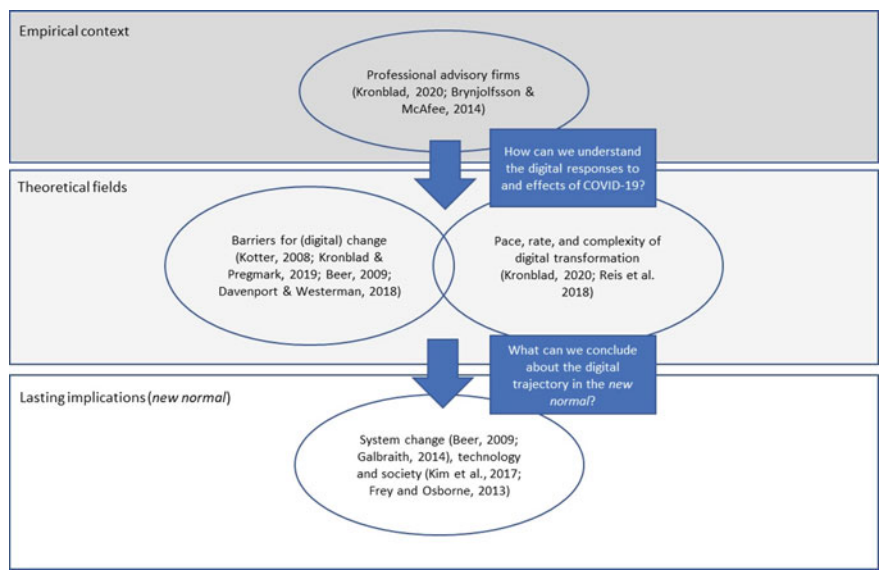 Empirical context
Professional advisory firms
(Kronblad, 2020; Brynjolfsson &
McAfee, 2014)
How can we understand
the digital responses to
and effects of COVID-19?
Theoretical fields
Barriers for (digital) change
(Kotter, 2008; Kronblad &
Pregmark, 2019; Beer, 2009;
Davenport & Westerman, 2018)
Pace, rate, and complexity of
digital transformation
(Kronblad, 2020; Reis et al.
2018)
What can we conclude
about the digital
trajectory in the new
normal?
Lasting implications (new normal)
System change (Beer, 2009;
Galbraith, 2014), technology
and society (Kim et al., 2017;
Frey and Osborne, 2013)